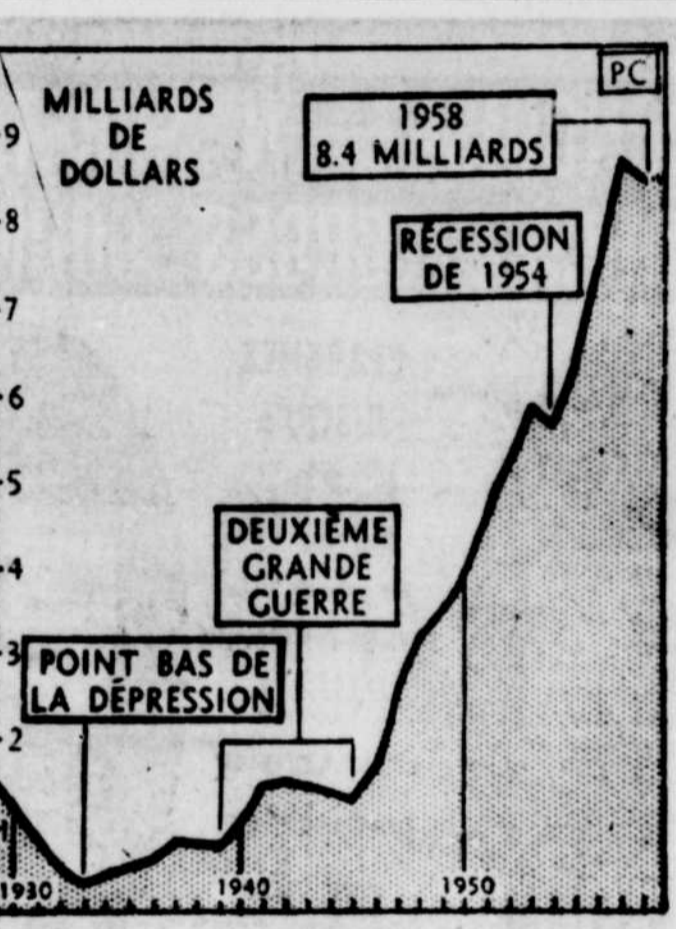 PC
MILLIARDS
DE
DOLLARS
1958
8.4 MILLIARDS
RÉCESSION
DE 1954
DEUXIÈME
GRANDE
GUERRE
POINT BAS DE
LA DÉPRESSION
9
8
7
6
5
4
3
2
1930
1940
1950